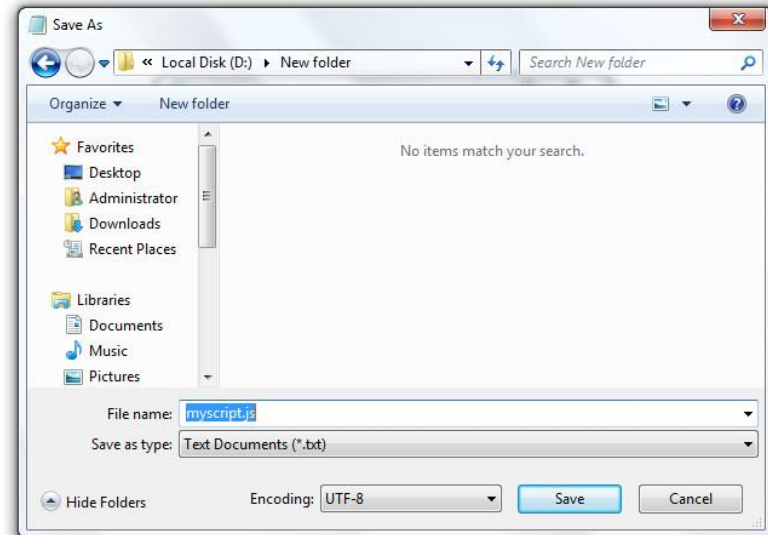 Save As
« Local Disk (D:) ▸ New folder
Search New folder
Organize ▾ New folder
Favorites
Desktop
Administrator
Downloads
Recent Places
Libraries
Documents
Music
Pictures
No items match your search.
File name: myscript.js
Save as type: Text Documents (*.txt)
Hide Folders Encoding: UTF-8 Save Cancel